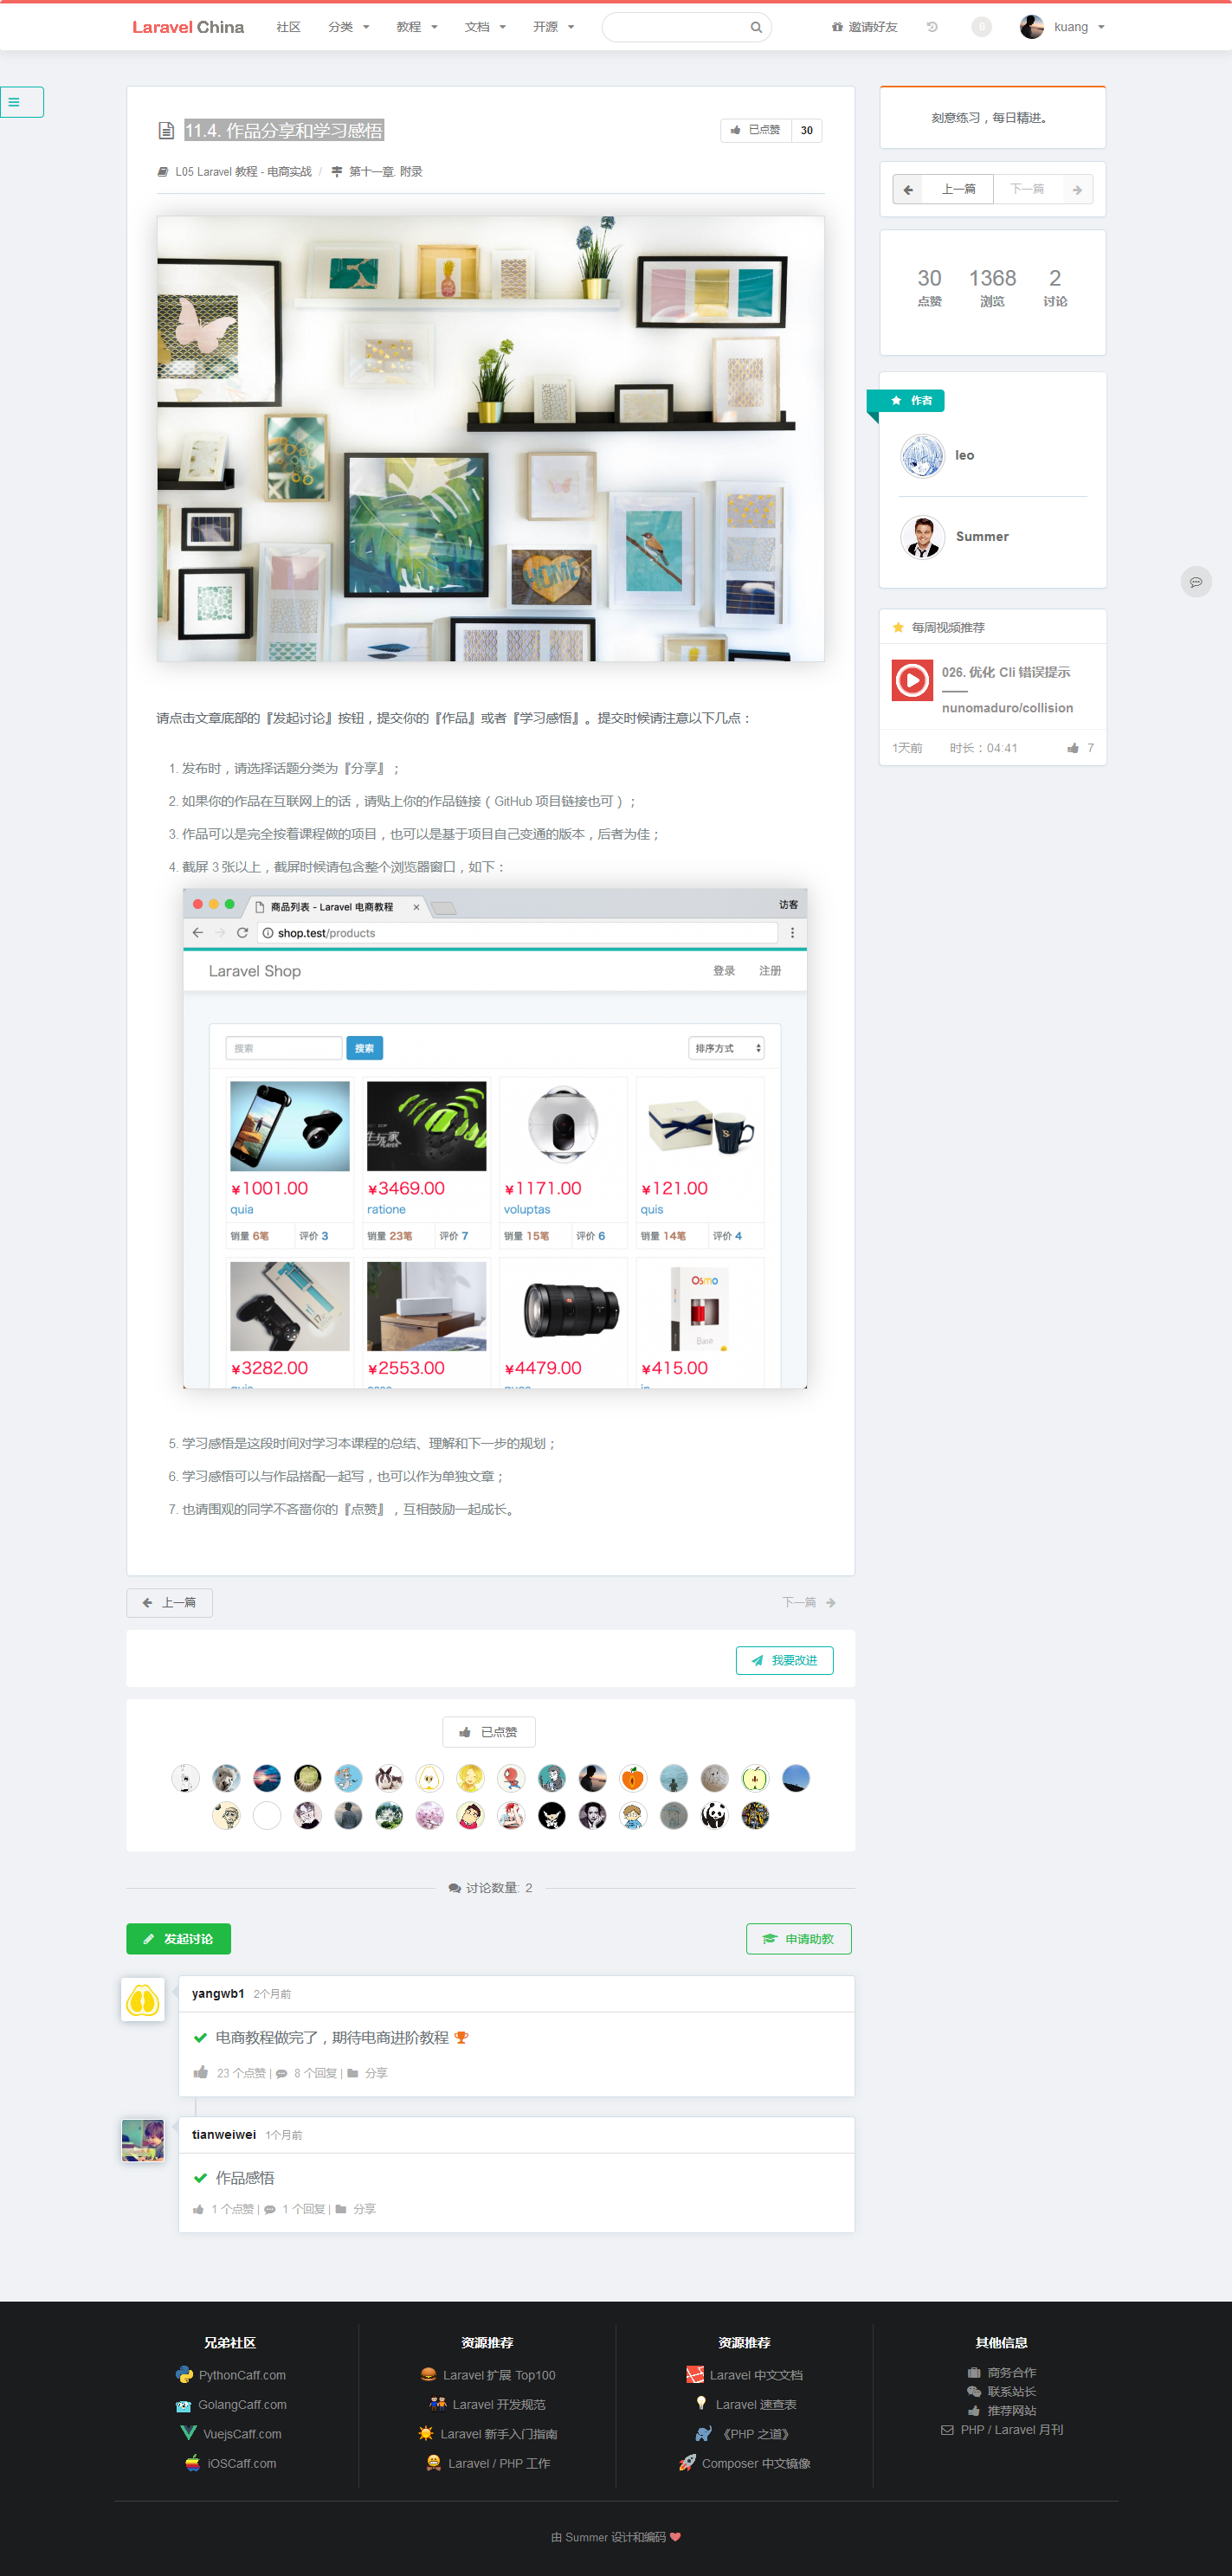 Laravel China 社区 分类 教程 文档 开源 邀请好友 0 kuang
11.4. 作品分享和学习感悟
已点赞 30
L05 Laravel 教程 - 电商实战 / 第十一章. 附录
HOME
请点击文章底部的『发起讨论』按钮，提交你的『作品』或者『学习感悟』。提交时候请注意以下几点：
1. 发布时，请选择话题分类为『分享』；
2. 如果你的作品在互联网上的话，请贴上你的作品链接（GitHub 项目链接也可）；
3. 作品可以是完全按着课程做的项目，也可以是基于项目自己变通的版本，后者为佳；
4. 截屏 3 张以上，截屏时候请包含整个浏览器窗口，如下：
商品列表 - Laravel 电商教程 × 访客
shop.test/products
Laravel Shop 登录 注册
搜索 搜索 排序方式
¥1001.00 ¥3469.00 ¥1171.00 ¥121.00
quia ratione voluptas quis
销量 6笔 评价 3 销量 23笔 评价 7 销量 15笔 评价 6 销量 14笔 评价 4
Osmo
Base
¥3282.00 ¥2553.00 ¥4479.00 ¥415.00
5. 学习感悟是这段时间对学习本课程的总结、理解和下一步的规划；
6. 学习感悟可以与作品搭配一起写，也可以作为单独文章；
7. 也请围观的同学不吝啬你的『点赞』，互相鼓励一起成长。
上一篇 下一篇
我要改进
已点赞
讨论数量: 2
发起讨论 申请助教
yangwb1 2个月前
电商教程做完了，期待电商进阶教程
23 个点赞 | 8 个回复 | 分享
tianweiwei 1个月前
作品感悟
1 个点赞 | 1 个回复 | 分享
刻意练习，每日精进。
上一篇 下一篇
30 1368 2
点赞 浏览 讨论
作者
leo
Summer
每周视频推荐
026. 优化 Cli 错误提示
——
nunomaduro/collision
1天前 时长：04:41 7
兄弟社区 资源推荐 资源推荐 其他信息
PythonCaff.com Laravel 扩展 Top100 Laravel 中文文档 商务合作
GolangCaff.com Laravel 开发规范 Laravel 速查表 联系站长
VuejsCaff.com Laravel 新手入门指南 《PHP 之道》 推荐网站
iOSCaff.com Laravel / PHP 工作 Composer 中文镜像 PHP / Laravel 月刊
由 Summer 设计和编码